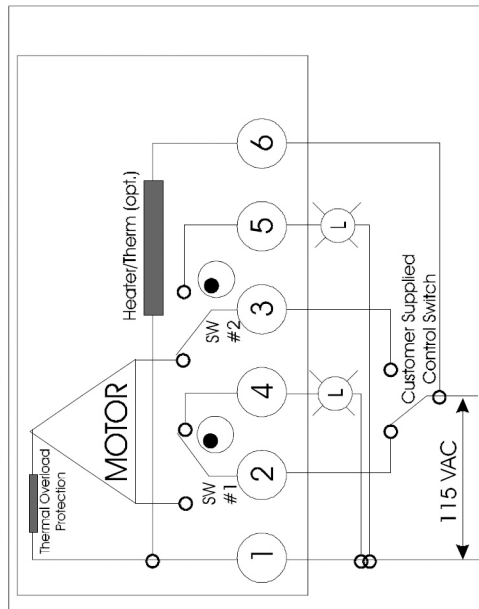 Thermal Overload
Protection
MOTOR
Heater/Therm (opt.)
SW
#1
SW
#2
1
2
4
3
5
6
L
L
Customer Supplied
Control Switch
115 VAC